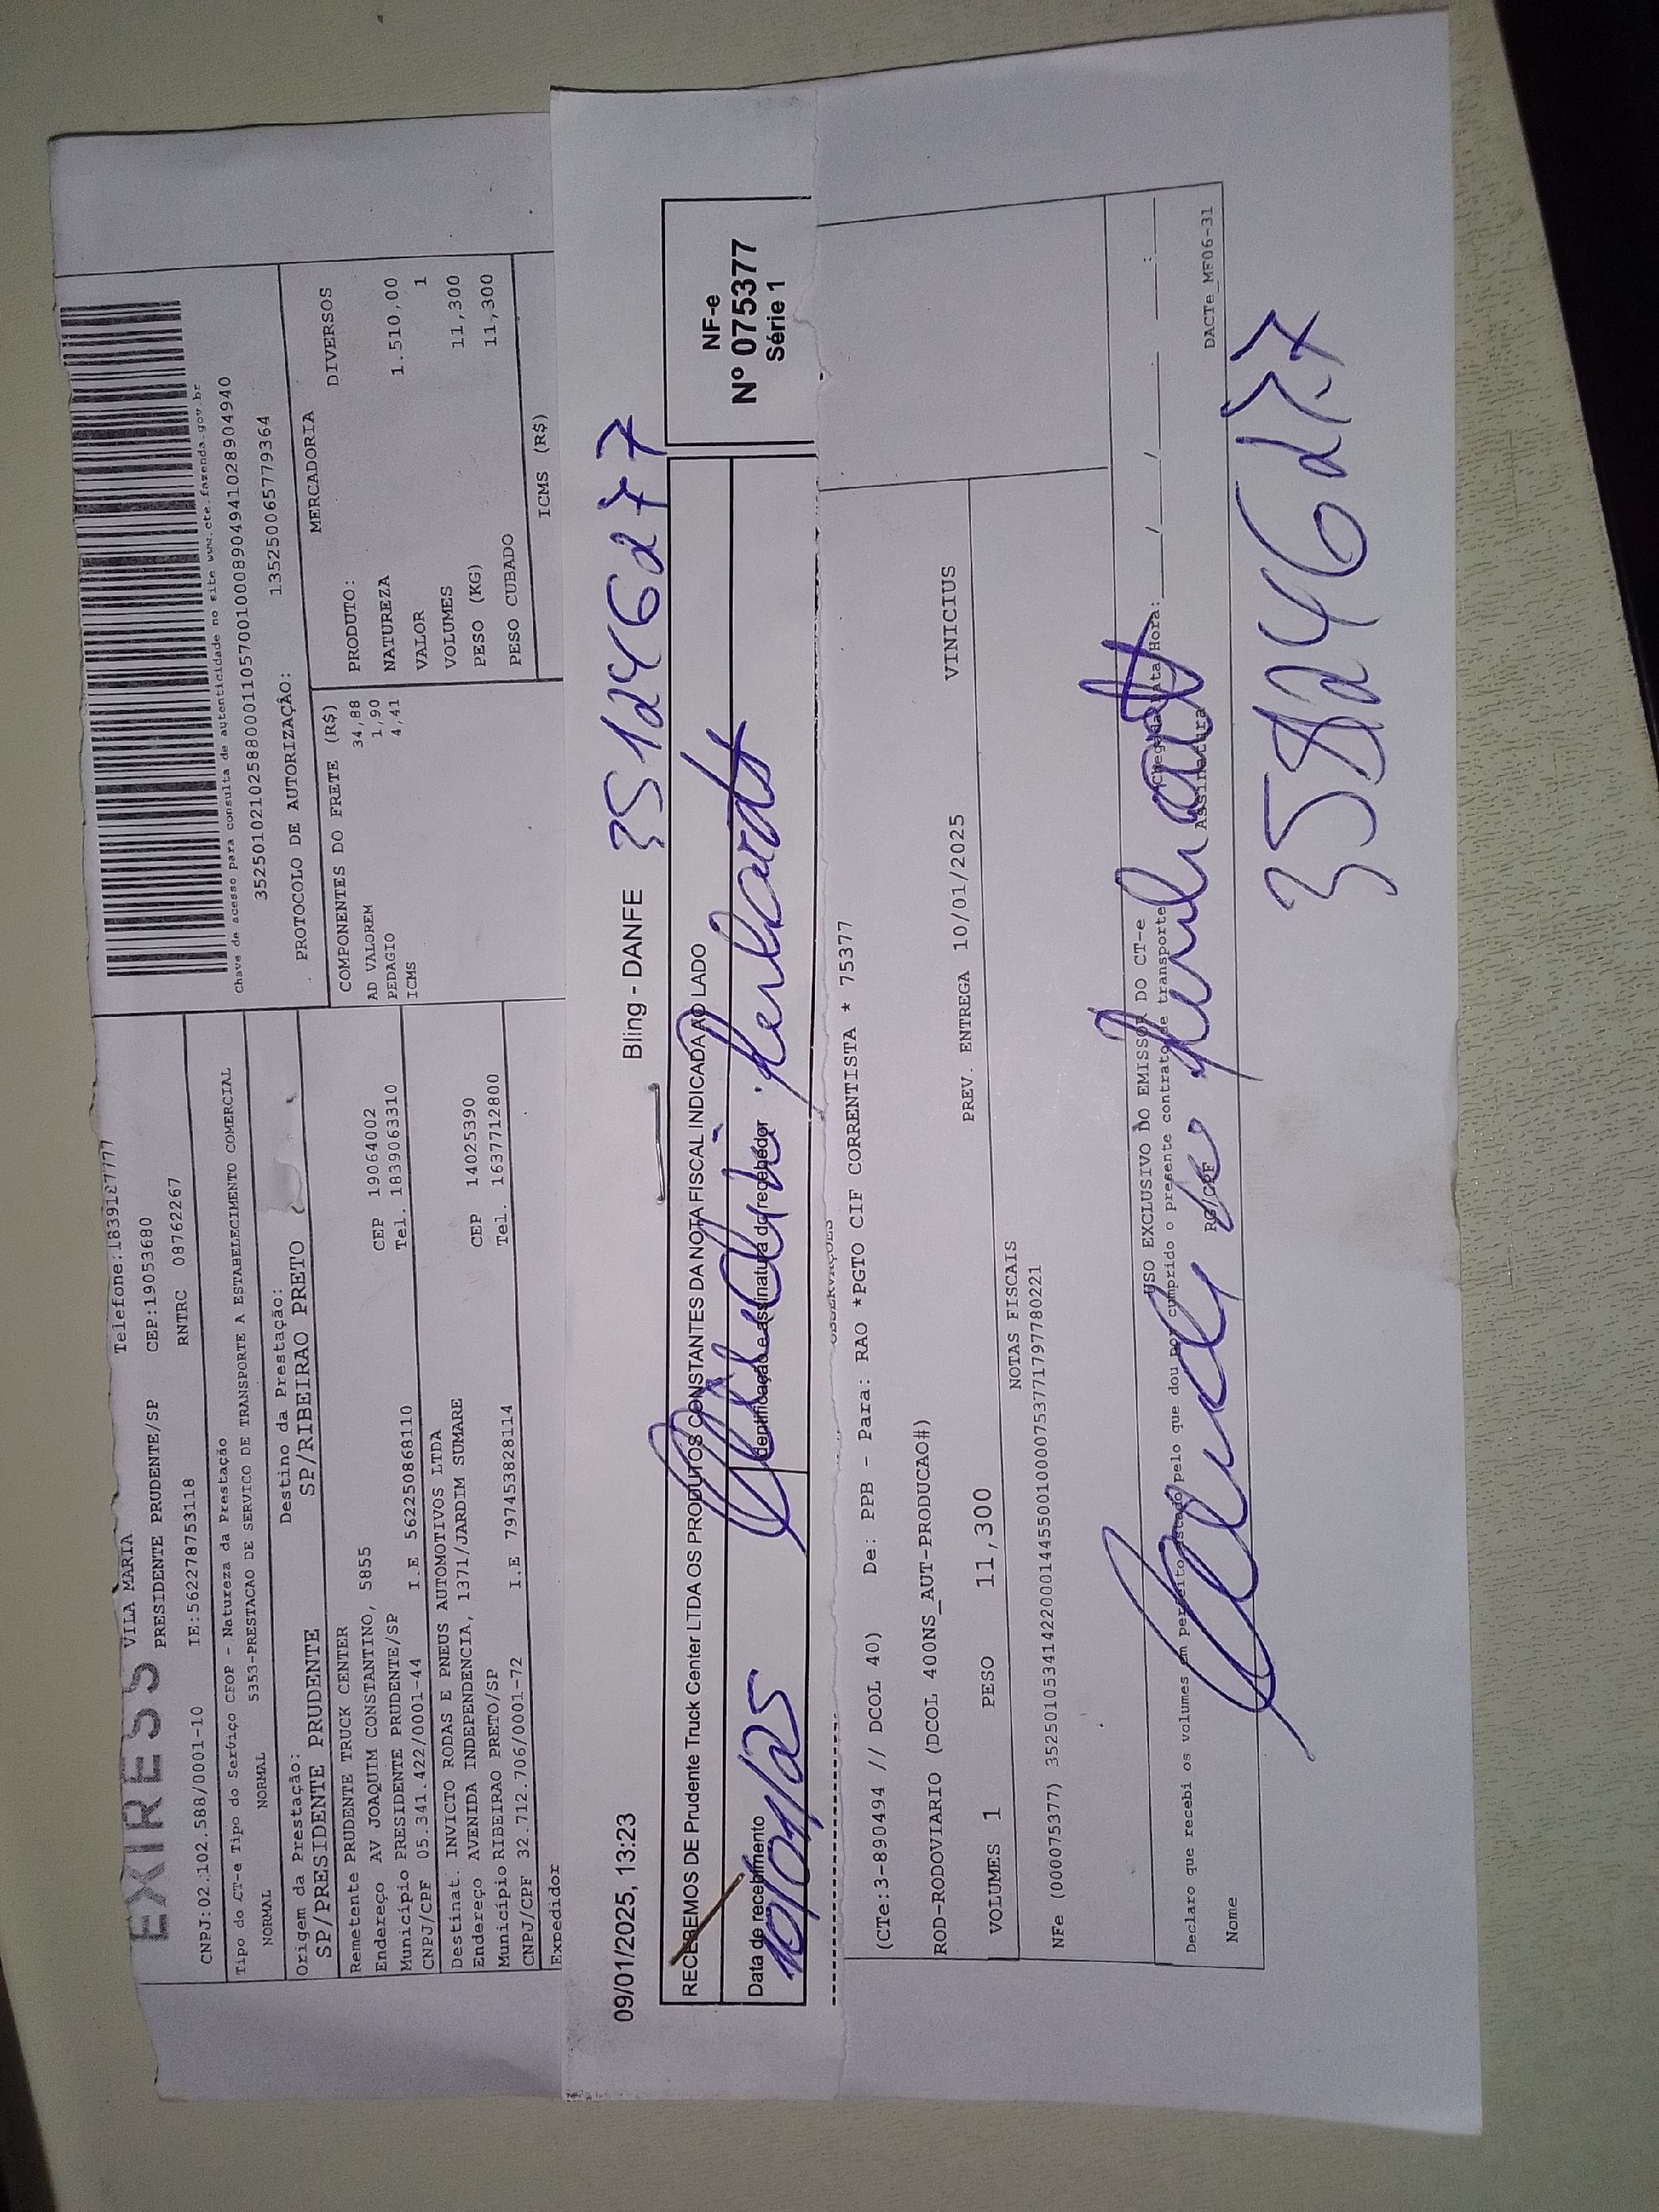 EXPRESS VILA MARIA Telefone:1839187777
PRESIDENTE PRUDENTE/SP CEP:19053680
CNPJ:02.102.588/0001-10 IE:562278753118 RNTRC 08762267
Tipo do CT-e Tipo do Serviço CFOP - Natureza da Prestação
NORMAL NORMAL 5353-PRESTACAO DE SERVICO DE TRANSPORTE A ESTABELECIMENTO COMERCIAL
Origem da Prestação: Destino da Prestação:
SP/PRESIDENTE PRUDENTE SP/RIBEIRAO PRETO
Remetente PRUDENTE TRUCK CENTER
Endereço AV JOAQUIM CONSTANTINO, 5855 CEP 19064002
Município PRESIDENTE PRUDENTE/SP Tel. 1839063310
CNPJ/CPF 05.341.422/0001-44 I.E 562250868110
Destinat. INVICTO RODAS E PNEUS AUTOMOTIVOS LTDA
Endereço AVENIDA INDEPENDENCIA, 1371/JARDIM SUMARE CEP 14025390
Município RIBEIRAO PRETO/SP Tel. 1637712800
CNPJ/CPF 32.712.706/0001-72 I.E 797453828114
Expedidor
Chave de acesso para consulta de autenticidade no site www.cte.fazenda.gov.br
35250102102588000110570010008904941028904940
PROTOCOLO DE AUTORIZAÇÃO: 135250065779364
COMPONENTES DO FRETE (R$)
AD VALOREM 34,88
PEDAGIO 1,90
ICMS 4,41
MERCADORIA
PRODUTO: DIVERSOS
NATUREZA
VALOR 1.510,00
VOLUMES 1
PESO (KG) 11,300
PESO CUBADO 11,300
ICMS (R$)
09/01/2025, 13:23 Bling - DANFE 351246277
RECEBEMOS DE Prudente Truck Center LTDA OS PRODUTOS CONSTANTES DA NOTA FISCAL INDICADA AO LADO
Data de recebimento Identificação e assinatura do recebedor
10/01/25
NF-e
Nº 075377
Série 1
OBSERVAÇOES
(CTe:3-890494 // DCOL 40) De: PPB - Para: RAO *PGTO CIF CORRENTISTA * 75377
ROD-RODOVIARIO (DCOL 400NS_AUT-PRODUCAO#)
VOLUMES 1 PESO 11,300 PREV. ENTREGA 10/01/2025 VINICIUS
NOTAS FISCAIS
NFe (00075377) 35250105341422000144550010000753771797780221
USO EXCLUSIVO DO EMISSOR DO CT-e
Declaro que recebi os volumes em perfeito estado pelo que dou por cumprido o presente contrato de transporte
Chegada Data Hora: ___/___/___ ___:___
Nome RG/CPF Assinatura
DACTe_MF06-31